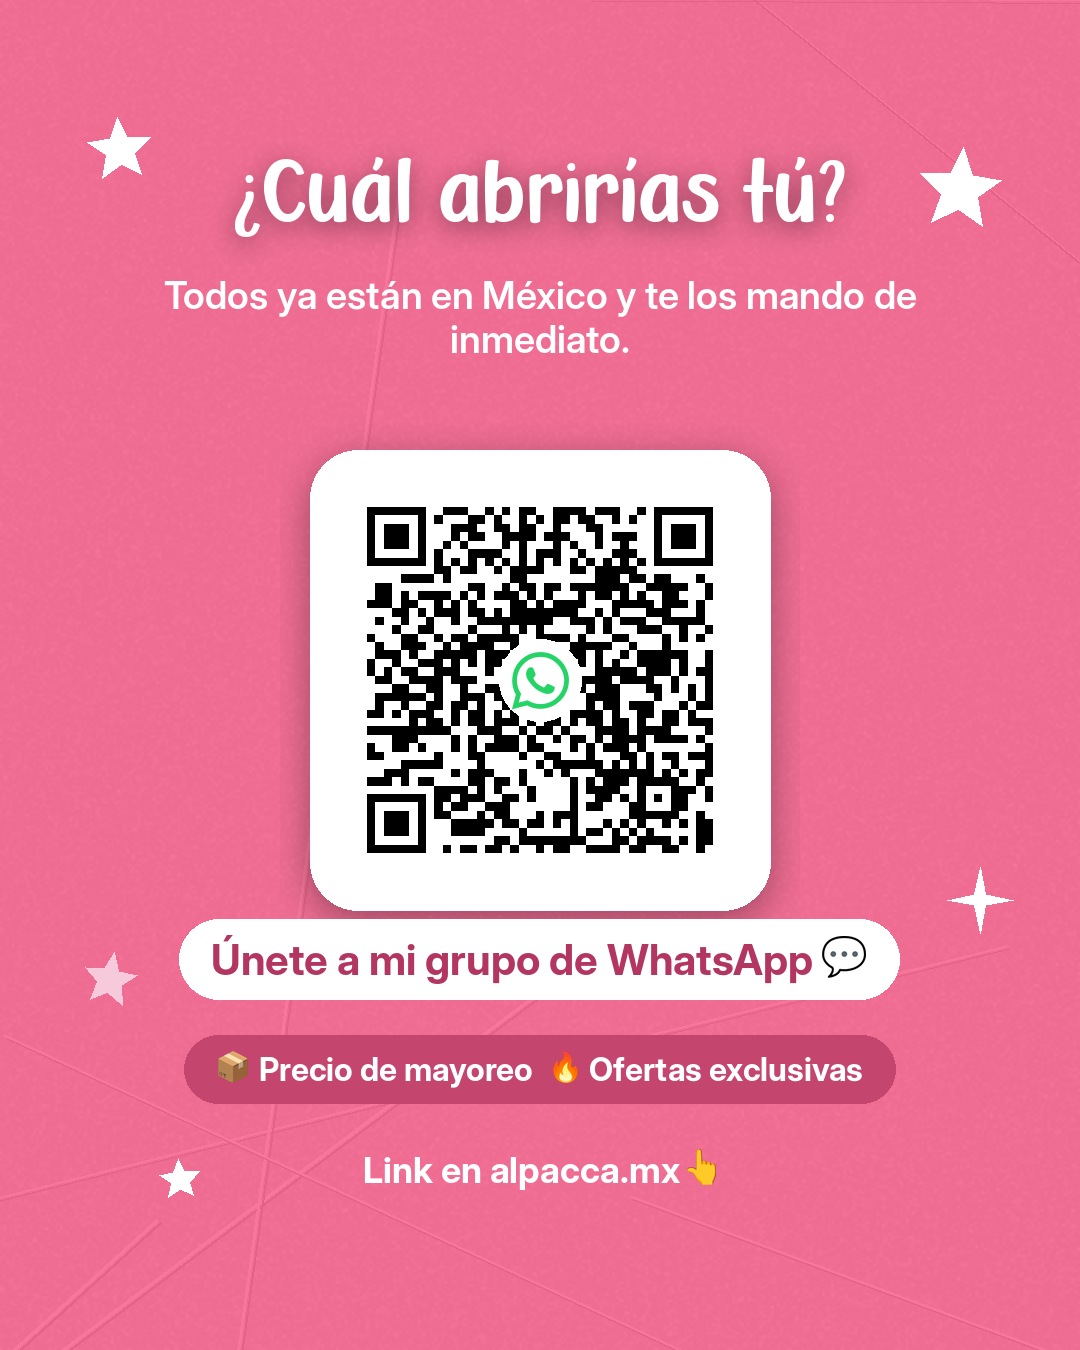 ¿Cuál abrirías tú?
Todos ya están en México y te los mando de
inmediato.
Únete a mi grupo de WhatsApp 💬
📦 Precio de mayoreo 🔥 Ofertas exclusivas
Link en alpacca.mx 👆